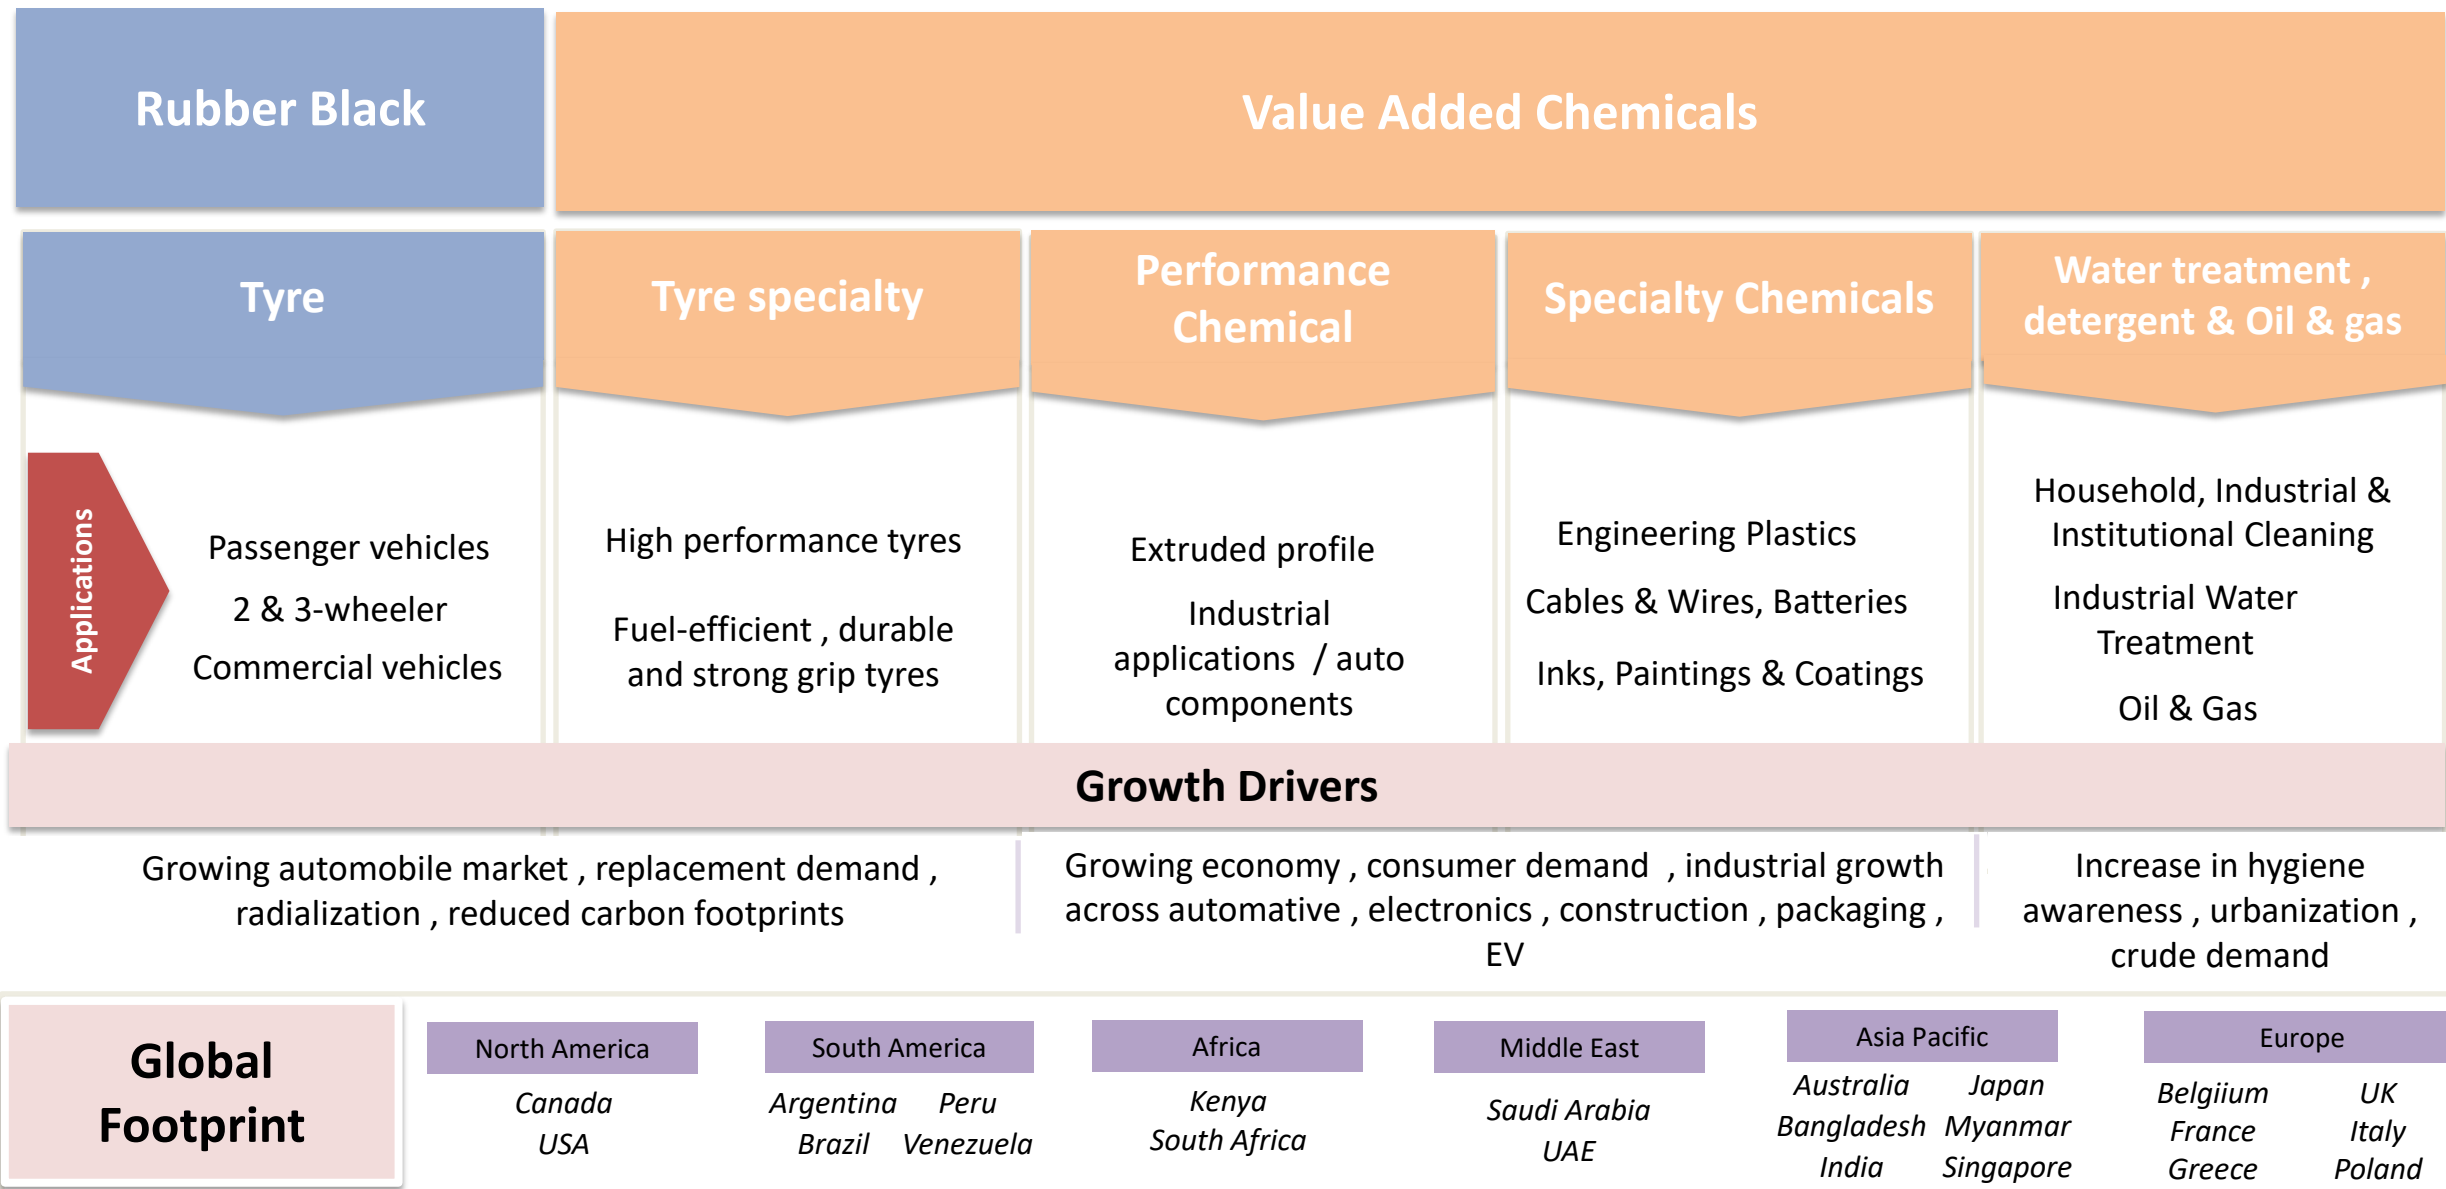 Rubber Black
Value Added Chemicals
Tyre
Tyre specialty
Performance
Chemical
Specialty Chemicals
Water treatment ,
detergent & Oil & gas
Applications
Passenger vehicles
2 & 3-wheeler
Commercial vehicles
High performance tyres
Fuel-efficient , durable
and strong grip tyres
Extruded profile
Industrial
applications / auto
components
Engineering Plastics
Cables & Wires, Batteries
Inks, Paintings & Coatings
Household, Industrial &
Institutional Cleaning
Industrial Water
Treatment
Oil & Gas
Growth Drivers
Growing automobile market , replacement demand ,
radialization , reduced carbon footprints
Growing economy , consumer demand , industrial growth
across automative , electronics , construction , packaging ,
EV
Increase in hygiene
awareness , urbanization ,
crude demand
Global
Footprint
North America
Canada
USA
South America
Argentina Peru
Brazil Venezuela
Africa
Kenya
South Africa
Middle East
Saudi Arabia
UAE
Asia Pacific
Australia Japan
Bangladesh Myanmar
India Singapore
Europe
Belgiium UK
France Italy
Greece Poland